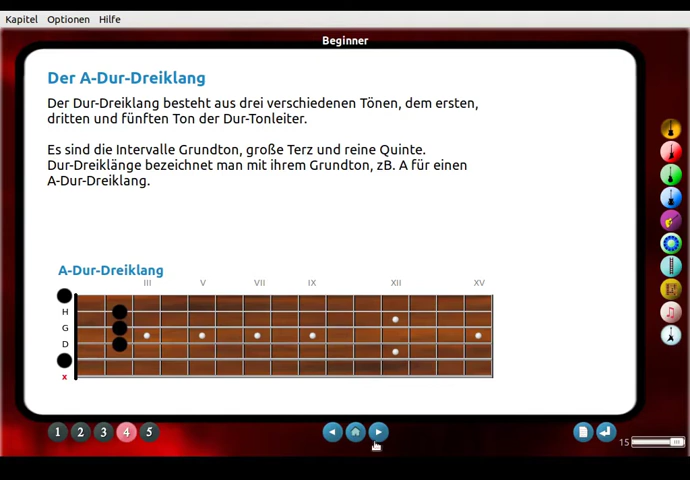 Kapitel Optionen Hilfe
Beginner
Der A-Dur-Dreiklang
Der Dur-Dreiklang besteht aus drei verschiedenen Tönen, dem ersten,
dritten und fünften Ton der Dur-Tonleiter.
Es sind die Intervalle Grundton, große Terz und reine Quinte.
Dur-Dreiklänge bezeichnet man mit ihrem Grundton, zB. A für einen
A-Dur-Dreiklang.
A-Dur-Dreiklang
III V VII IX XII XV
H
G
D
x
1 2 3 4 5
15